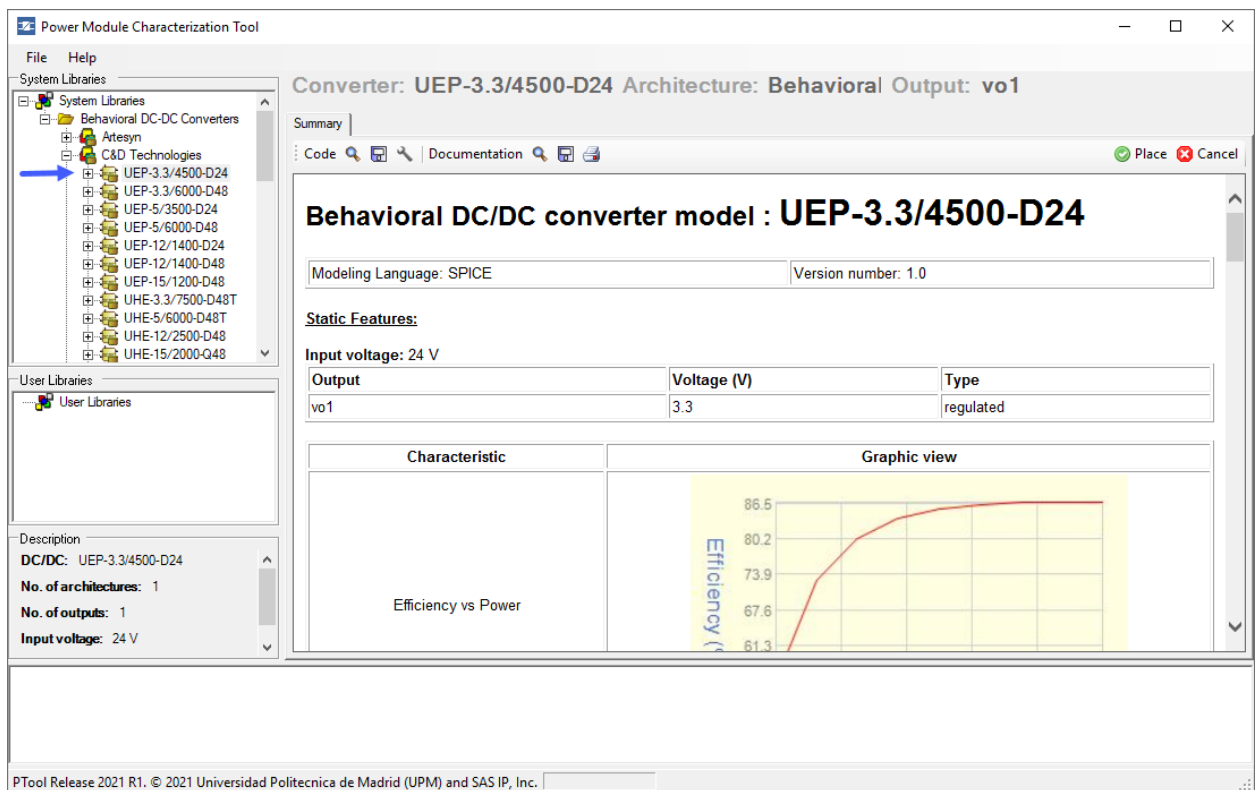 Power Module Characterization Tool
File Help
System Libraries
System Libraries
Behavioral DC-DC Converters
Artesyn
C&D Technologies
UEP-3.3/4500-D24
UEP-3.3/6000-D48
UEP-5/3500-D24
UEP-5/6000-D48
UEP-12/1400-D24
UEP-12/1400-D48
UEP-15/1200-D48
UHE-3.3/7500-D48T
UHE-5/6000-D48T
UHE-12/2500-D48
UHE-15/2000-Q48
User Libraries
User Libraries
Description
DC/DC: UEP-3.3/4500-D24
No. of architectures: 1
No. of outputs: 1
Input voltage: 24 V
Converter: UEP-3.3/4500-D24 Architecture: Behavioral Output: vo1
Summary
Code Documentation Place Cancel
Behavioral DC/DC converter model : UEP-3.3/4500-D24
Modeling Language: SPICE Version number: 1.0
Static Features:
Input voltage: 24 V
Output Voltage (V) Type
vo1 3.3 regulated
Characteristic Graphic view
Efficiency vs Power
Efficiency
86.5
80.2
73.9
67.6
61.3
PTool Release 2021 R1. © 2021 Universidad Politecnica de Madrid (UPM) and SAS IP, Inc.